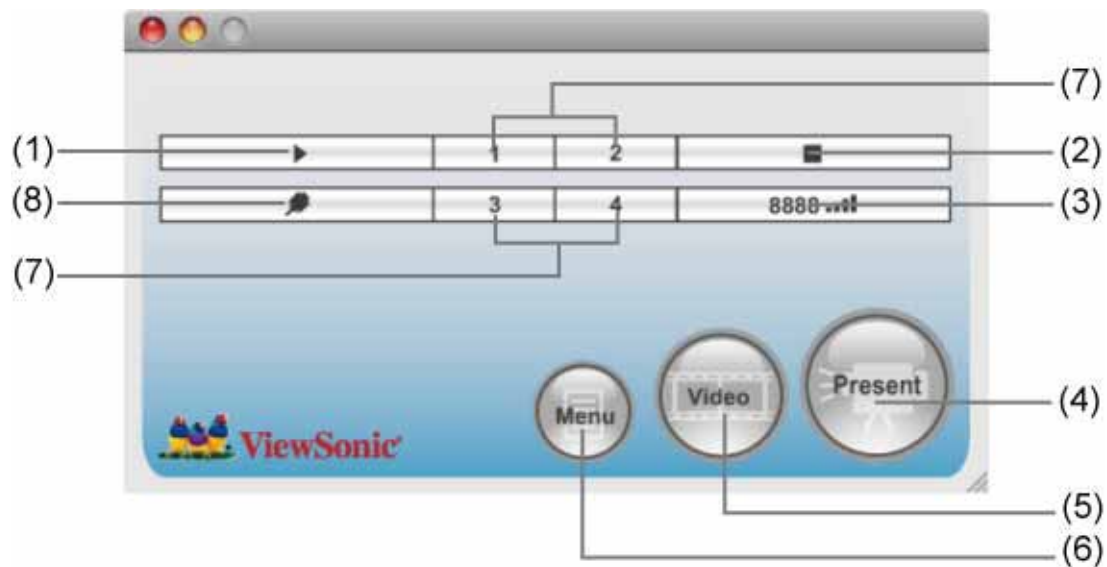 (7)
(1) 1 2 (2)
(8) 3 4 8888 (3)
(7)
Present (4)
Video
Menu
ViewSonic
(5)
(6)